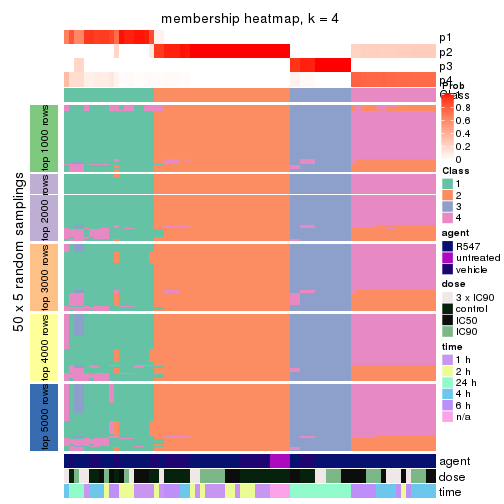 membership heatmap, k = 4
p1
p2
p3
p4
Class
Prob
1
0.8
0.6
0.4
0.2
0
Class
1
2
3
4
agent
R547
untreated
vehicle
dose
3 x IC90
control
IC50
IC90
time
1 h
2 h
24 h
4 h
6 h
n/a
50 x 5 random samplings
top 1000 rows
top 2000 rows
top 3000 rows
top 4000 rows
top 5000 rows
agent
dose
time